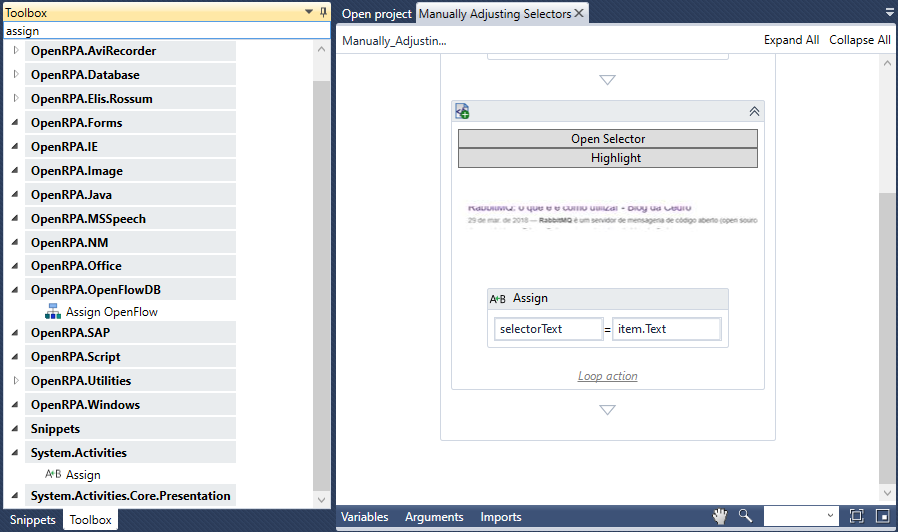 Toolbox
assign
OpenRPA.AviRecorder
OpenRPA.Database
OpenRPA.Elis.Rossum
OpenRPA.Forms
OpenRPA.IE
OpenRPA.Image
OpenRPA.Java
OpenRPA.MSSpeech
OpenRPA.NM
OpenRPA.Office
OpenRPA.OpenFlowDB
Assign OpenFlow
OpenRPA.SAP
OpenRPA.Script
OpenRPA.Utilities
OpenRPA.Windows
Snippets
System.Activities
A+B Assign
System.Activities.Core.Presentation
Snippets Toolbox
Open project Manually Adjusting Selectors
Manually_Adjustin... Expand All Collapse All
Open Selector
Highlight
RabbitMQ: o que é e como utilizar - Blog da Cedro
29 de mar. de 2016 — RabbitMQ é um servidor de mensageria de código aberto (open sourc
A+B Assign
selectorText = item.Text
Loop action
Variables Arguments Imports